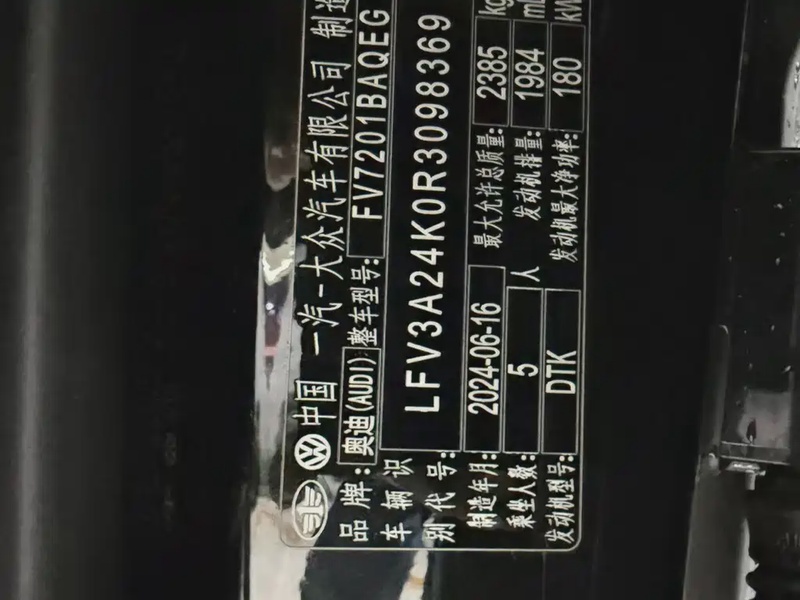 中国 一汽-大众汽车有限公司 制造
品牌: 奥迪(AUDI) 整车型号: FV7201BAQEG
车辆识别代号: LFV3A24K0R3098369
制造年月: 2024-06-16 最大允许总质量: 2385 kg
乘坐人数: 5 人 发动机排量: 1984 mL
发动机型号: DTK 发动机最大净功率: 180 kW